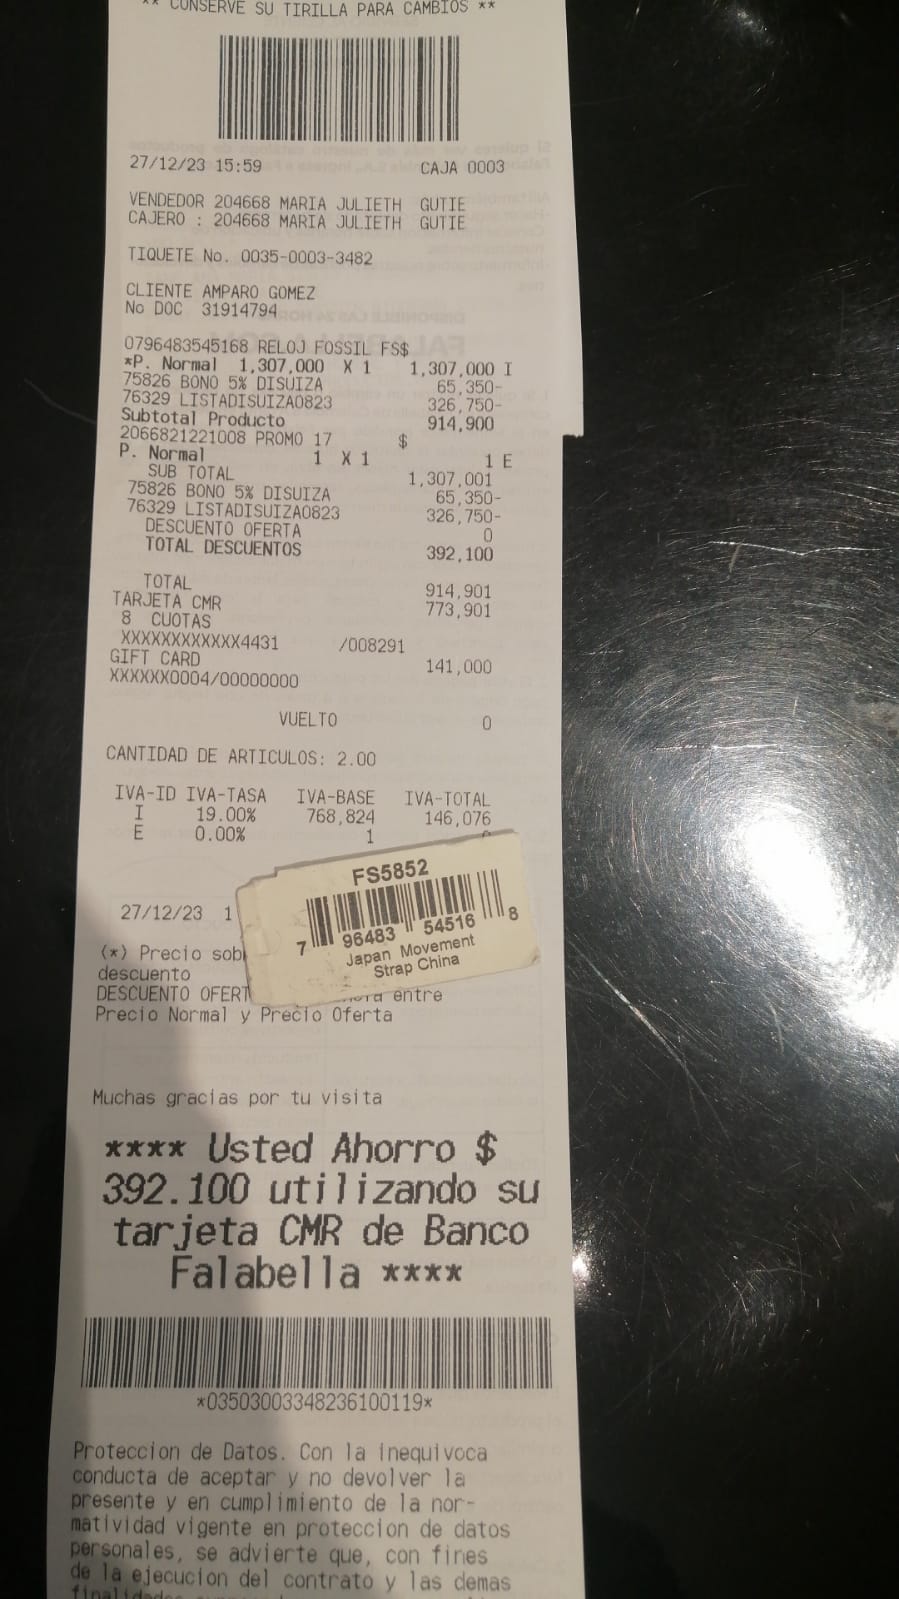 ** CONSERVE SU TIRILLA PARA CAMBIOS **
27/12/23 15:59 CAJA 0003
VENDEDOR 204668 MARIA JULIETH GUTIE
CAJERO : 204668 MARIA JULIETH GUTIE
TIQUETE No. 0035-0003-3482
CLIENTE AMPARO GOMEZ
No DOC 31914794
0796483545168 RELOJ FOSSIL FS$
*P. Normal 1,307,000 X 1 1,307,000 I
75826 BONO 5% DISUIZA 65,350-
76329 LISTADISUIZA0823 326,750-
Subtotal Producto 914,900
2066821221008 PROMO 17 $
P. Normal 1 X 1 1 E
SUB TOTAL 1,307,001
75826 BONO 5% DISUIZA 65,350-
76329 LISTADISUIZA0823 326,750-
DESCUENTO OFERTA 0
TOTAL DESCUENTOS 392,100
TOTAL 914,901
TARJETA CMR 773,901
8 CUOTAS
XXXXXXXXXXXX4431 /008291
GIFT CARD 141,000
XXXXXX0004/00000000
VUELTO 0
CANTIDAD DE ARTICULOS: 2.00
IVA-ID IVA-TASA IVA-BASE IVA-TOTAL
I 19.00% 768,824 146,076
E 0.00% 1
FS5852
7 96483 54516 8
Japan Movement
Strap China
27/12/23 1
(*) Precio sob
descuento
DESCUENTO OFERT entre
Precio Normal y Precio Oferta
Muchas gracias por tu visita
**** Usted Ahorro $
392.100 utilizando su
tarjeta CMR de Banco
Falabella ****
*03503003348236100119*
Proteccion de Datos. Con la inequivoca
conducta de aceptar y no devolver la
presente y en cumplimiento de la nor-
matividad vigente en proteccion de datos
personales, se advierte que, con fines
de la ejecucion del contrato y las demas